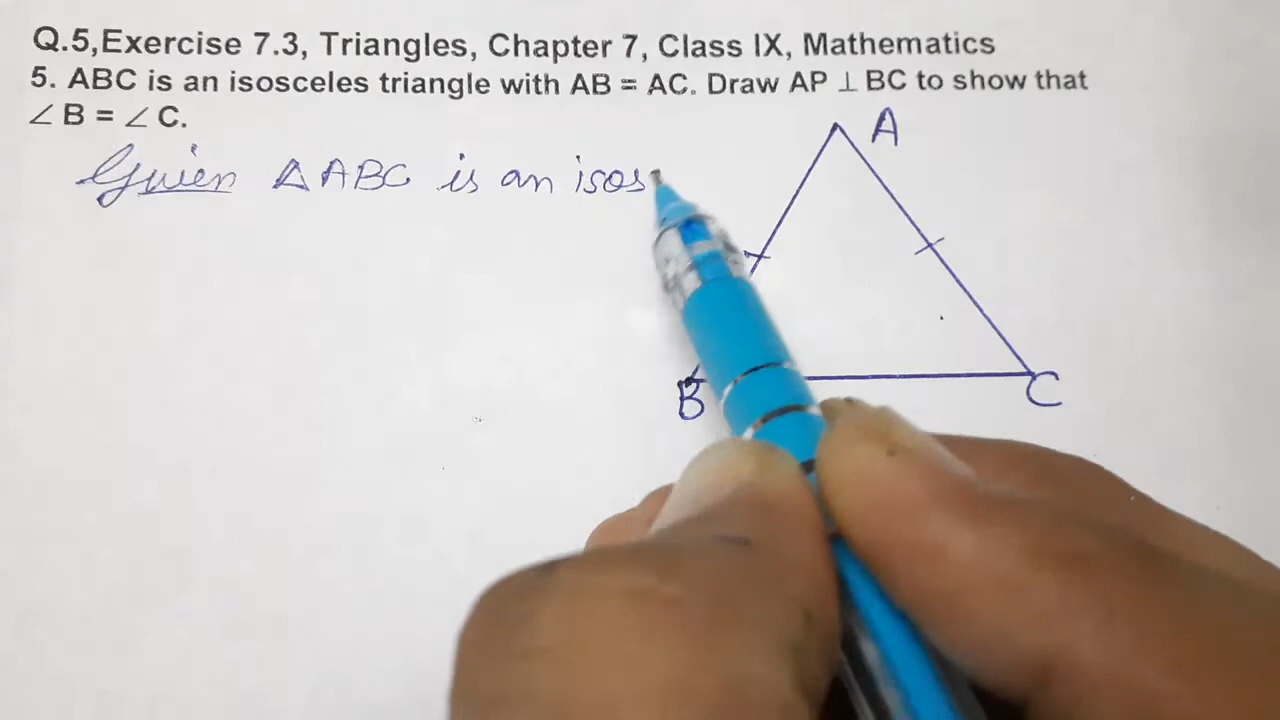 Q.5,Exercise 7.3, Triangles, Chapter 7, Class IX, Mathematics
5. ABC is an isosceles triangle with AB = AC. Draw AP ⊥ BC to show that
∠B = ∠C.
A
Given △ABC is an isos
B
C